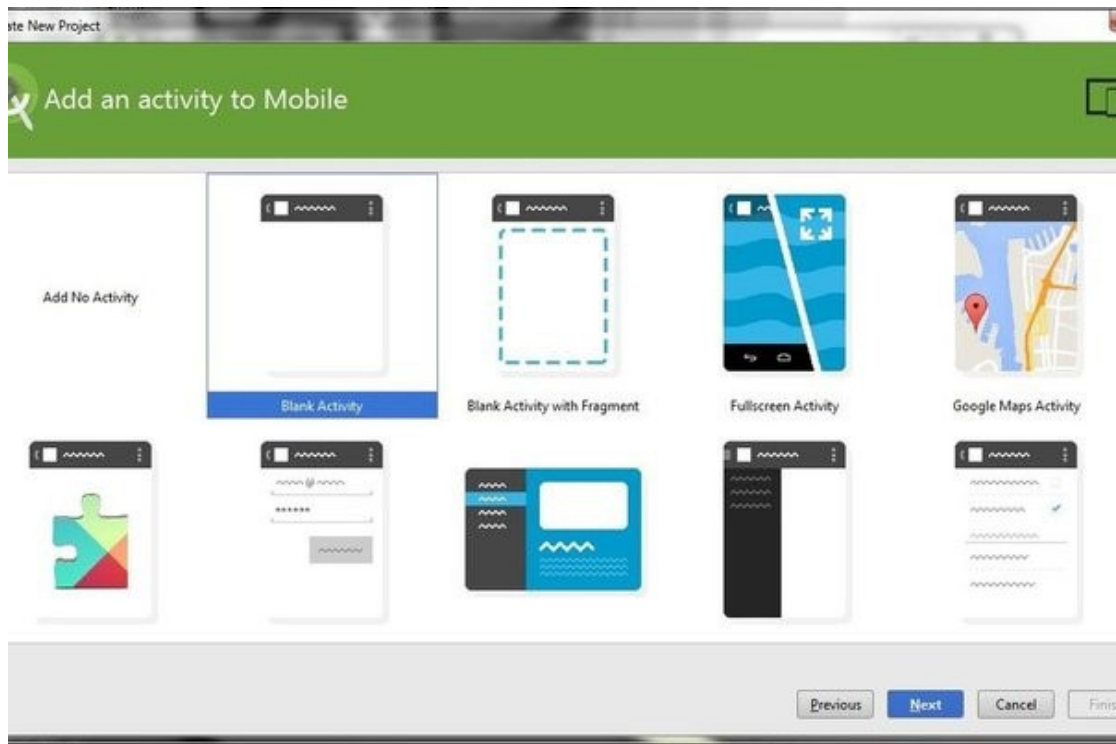 ate New Project
Add an activity to Mobile
Add No Activity
Blank Activity
Blank Activity with Fragment
Fullscreen Activity
Google Maps Activity
Previous
Next
Cancel
Finis